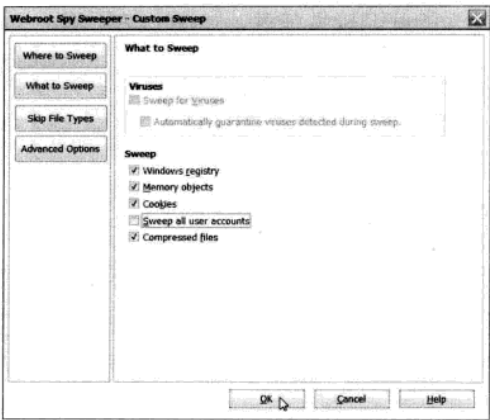 Webroot Spy Sweeper - Custom Sweep
Where to Sweep
What to Sweep
Skip File Types
Advanced Options
What to Sweep
Viruses
Sweep for Viruses
Automatically quarantine viruses detected during sweep.
Sweep
Windows registry
Memory objects
Cookies
Sweep all user accounts
Compressed files
OK
Cancel
Help